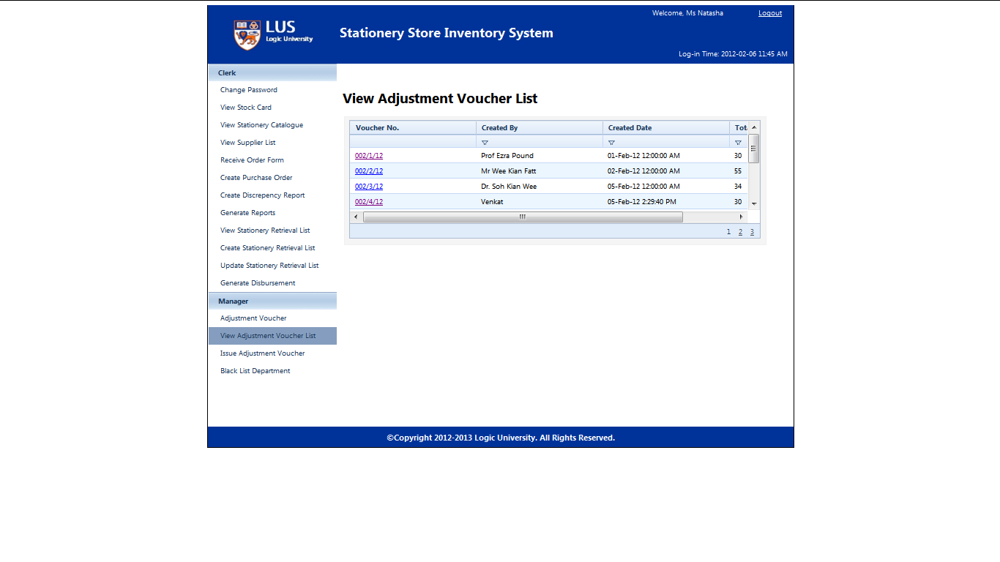 Welcome, Ms Natasha Logout
LUS
Logic University
Stationery Store Inventory System
Log-in Time: 2012-02-06 11:45 AM
Clerk
Change Password
View Stock Card
View Stationery Catalogue
View Supplier List
Receive Order Form
Create Purchase Order
Create Discrepency Report
Generate Reports
View Stationery Retrieval List
Create Stationery Retrieval List
Update Stationery Retrieval List
Generate Disbursement
Manager
Adjustment Voucher
View Adjustment Voucher List
Issue Adjustment Voucher
Black List Department
View Adjustment Voucher List
Voucher No. Created By Created Date Tot
002/1/12 Prof Ezra Pound 01-Feb-12 12:00:00 AM 30
002/2/12 Mr Wee Kian Fatt 02-Feb-12 12:00:00 AM 55
002/3/12 Dr. Soh Kian Wee 05-Feb-12 12:00:00 AM 34
002/4/12 Venkat 05-Feb-12 2:29:40 PM 30
1 2 3
©Copyright 2012-2013 Logic University. All Rights Reserved.